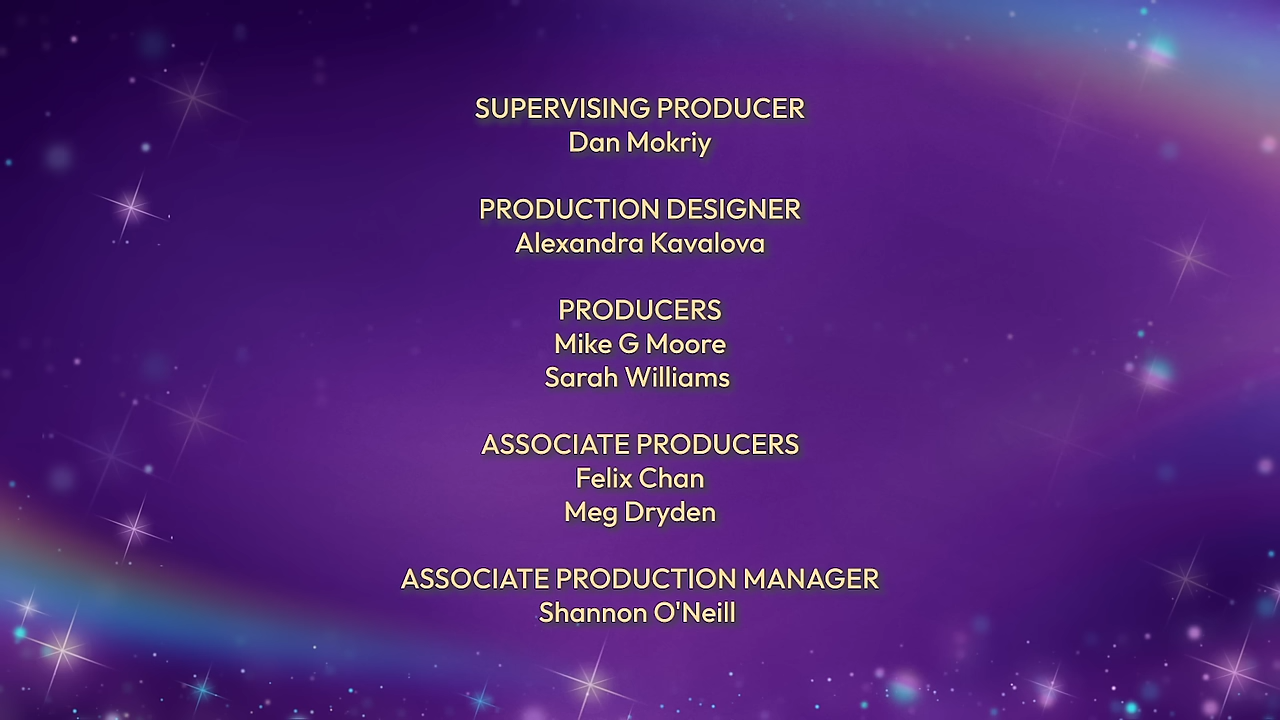 SUPERVISING PRODUCER
Dan Mokriy
PRODUCTION DESIGNER
Alexandra Kavalova
PRODUCERS
Mike G Moore
Sarah Williams
ASSOCIATE PRODUCERS
Felix Chan
Meg Dryden
ASSOCIATE PRODUCTION MANAGER
Shannon O'Neill